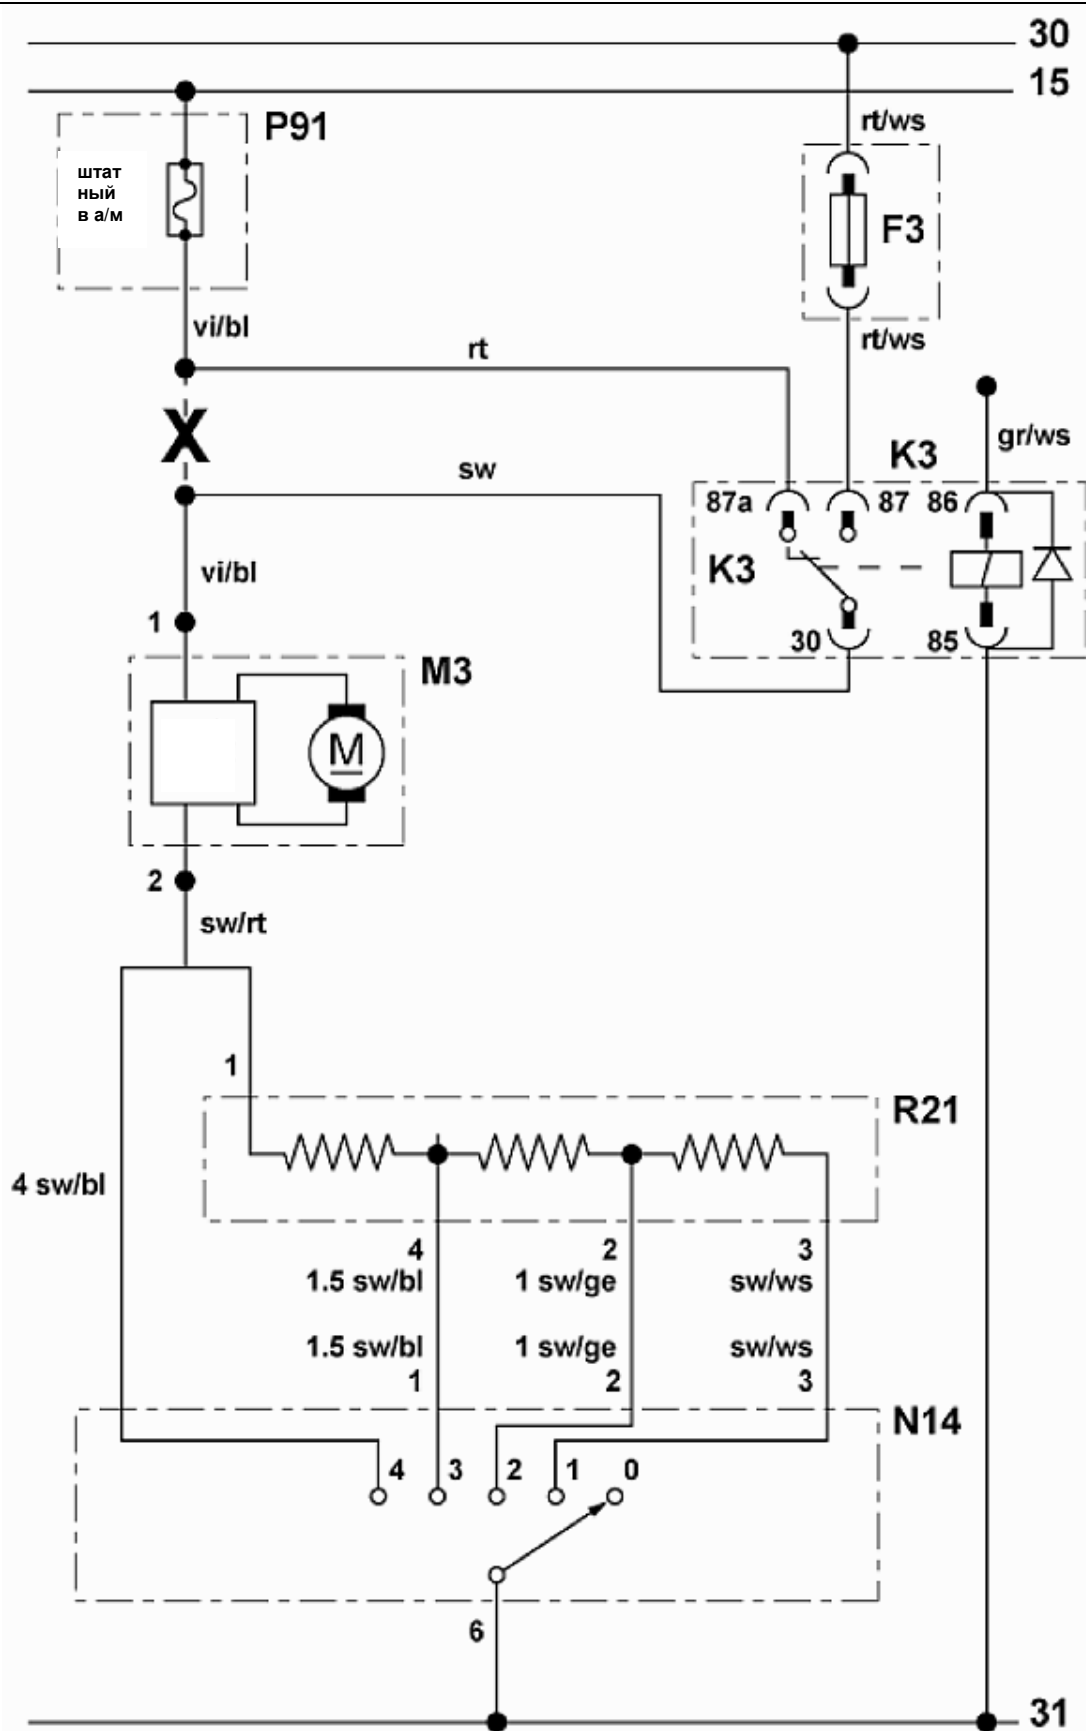 30
15
P91
rt/ws
штат
ный
в а/м
F3
vi/bl
rt/ws
rt
gr/ws
K3
sw
87a
87
86
K3
vi/bl
30
85
1
M3
M
2
sw/rt
1
R21
4 sw/bl
4
2
3
1.5 sw/bl
1 sw/ge
sw/ws
1.5 sw/bl
1 sw/ge
sw/ws
1
2
3
N14
4
3
2
1
0
6
31